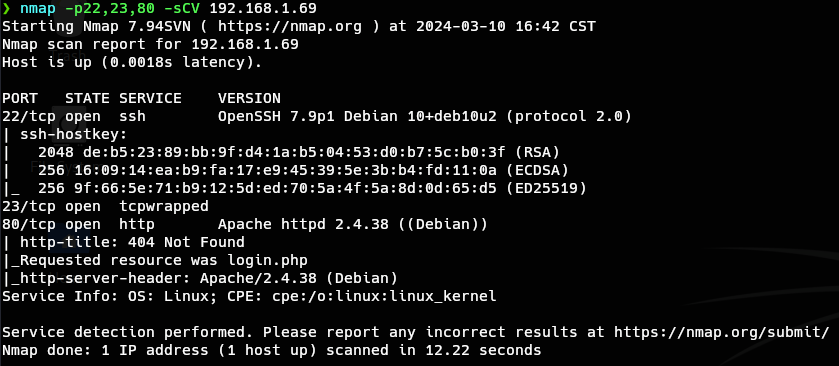 ❯ nmap -p22,23,80 -sCV 192.168.1.69
Starting Nmap 7.94SVN ( https://nmap.org ) at 2024-03-10 16:42 CST
Nmap scan report for 192.168.1.69
Host is up (0.0018s latency).

PORT   STATE SERVICE    VERSION
22/tcp open  ssh        OpenSSH 7.9p1 Debian 10+deb10u2 (protocol 2.0)
| ssh-hostkey:
|   2048 de:b5:23:89:bb:9f:d4:1a:b5:04:53:d0:b7:5c:b0:3f (RSA)
|   256 16:09:14:ea:b9:fa:17:e9:45:39:5e:3b:b4:fd:11:0a (ECDSA)
|_  256 9f:66:5e:71:b9:12:5d:ed:70:5a:4f:5a:8d:0d:65:d5 (ED25519)
23/tcp open  tcpwrapped
80/tcp open  http       Apache httpd 2.4.38 ((Debian))
| http-title: 404 Not Found
|_Requested resource was login.php
|_http-server-header: Apache/2.4.38 (Debian)
Service Info: OS: Linux; CPE: cpe:/o:linux:linux_kernel

Service detection performed. Please report any incorrect results at https://nmap.org/submit/
Nmap done: 1 IP address (1 host up) scanned in 12.22 seconds